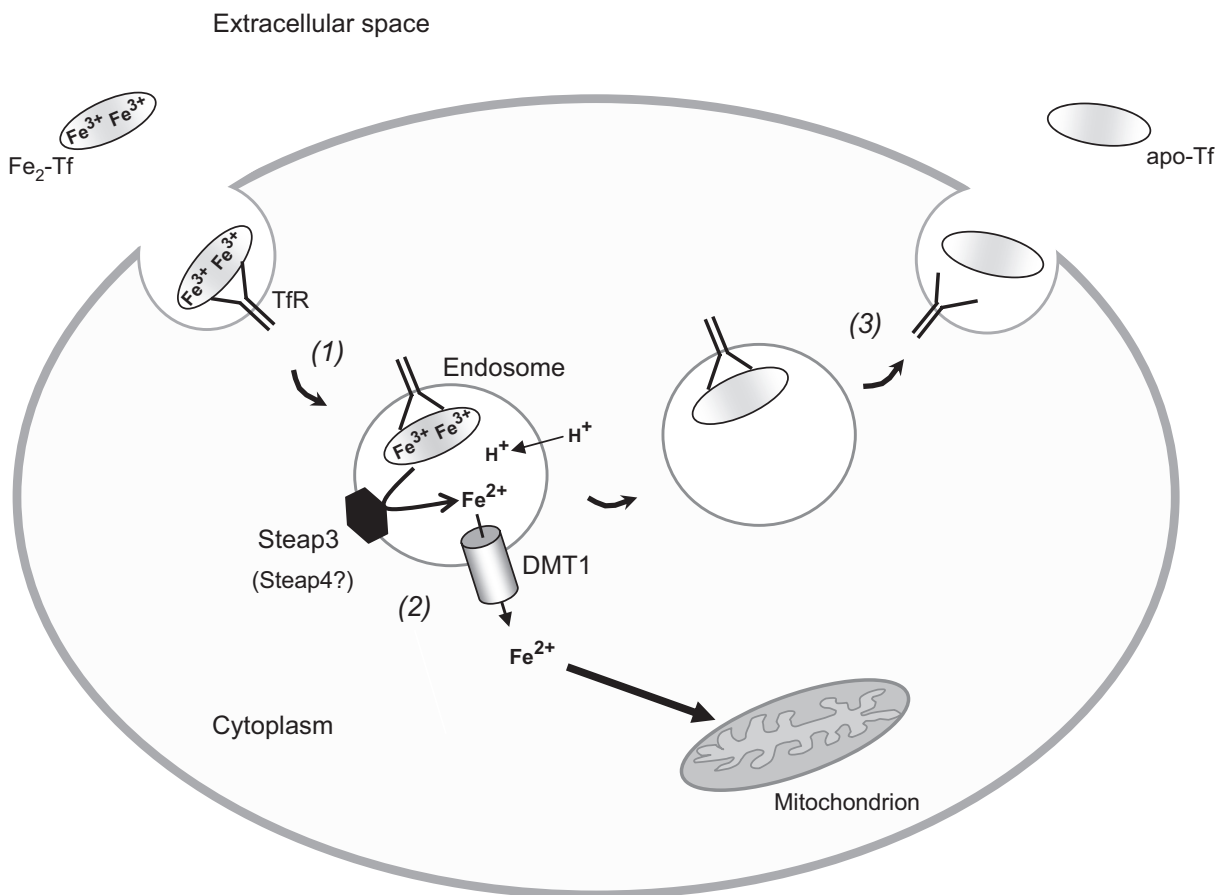 Extracellular space
Fe³⁺ Fe³⁺
Fe₂-Tf
apo-Tf
Fe³⁺ Fe³⁺
TfR
(1)
(3)
Endosome
Fe³⁺ Fe³⁺
H⁺
H⁺
Fe²⁺
Steap3
(Steap4?)
DMT1
(2)
Fe²⁺
Cytoplasm
Mitochondrion